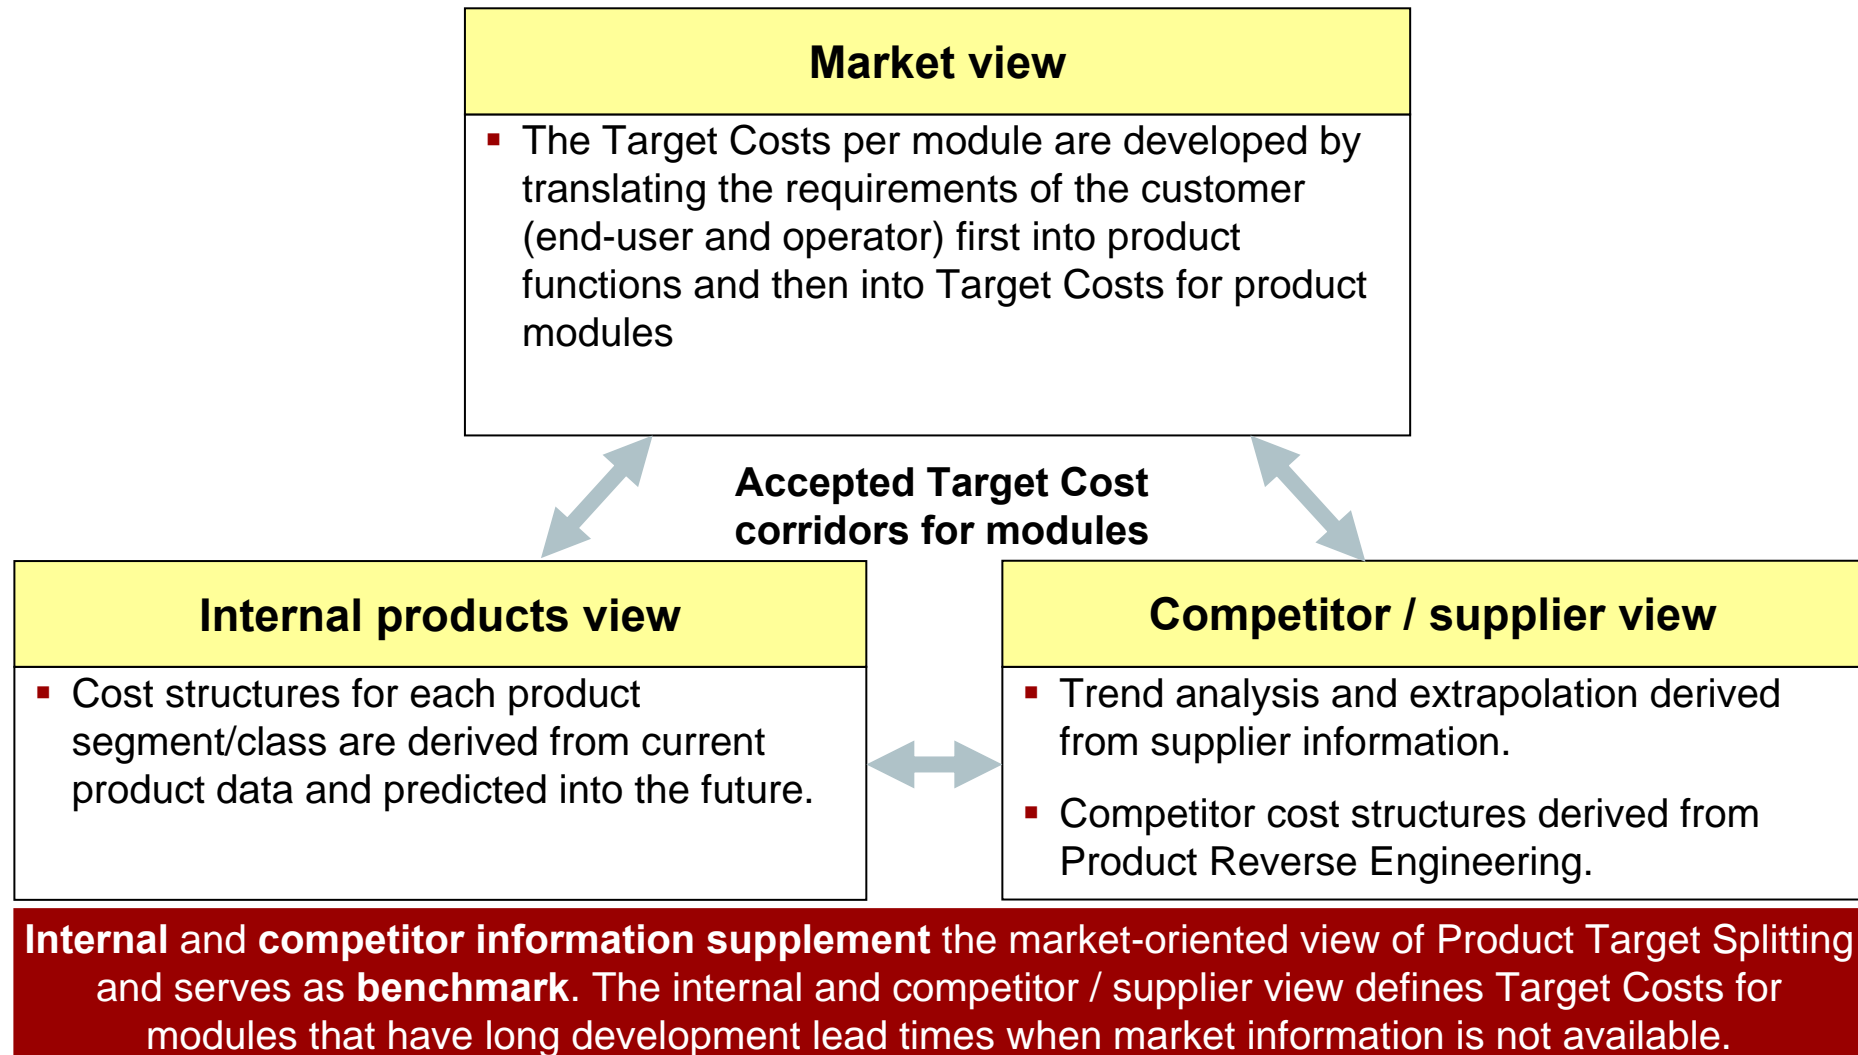 Market view
▪ The Target Costs per module are developed by
translating the requirements of the customer
(end-user and operator) first into product
functions and then into Target Costs for product
modules
Accepted Target Cost
corridors for modules
Internal products view
▪ Cost structures for each product
segment/class are derived from current
product data and predicted into the future.
Competitor / supplier view
▪ Trend analysis and extrapolation derived
from supplier information.
▪ Competitor cost structures derived from
Product Reverse Engineering.
Internal and competitor information supplement the market-oriented view of Product Target Splitting
and serves as benchmark. The internal and competitor / supplier view defines Target Costs for
modules that have long development lead times when market information is not available.